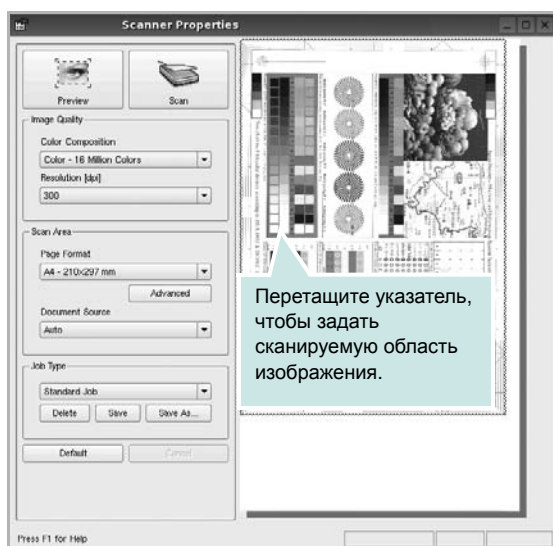 Scanner Properties
Preview
Scan
Image Quality
Color Composition
Color - 16 Million Colors
Resolution [dpi]
300
Scan Area
Page Format
A4 - 210x297 mm
Advanced
Document Source
Auto
Job Type
Standard Job
Delete
Save
Save As...
Default
Cancel
Перетащите указатель,
чтобы задать
сканируемую область
изображения.
Press F1 for Help